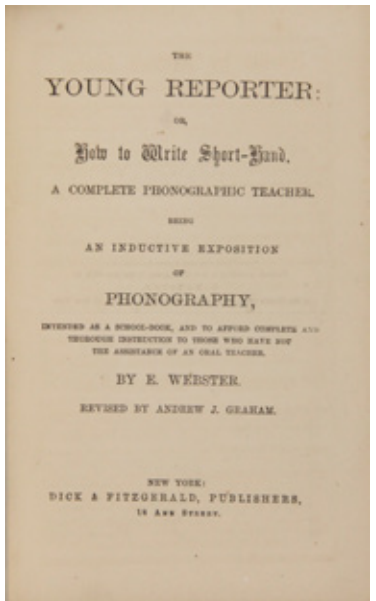 THE
YOUNG REPORTER:
OR,
How to Write Short-Hand.
A COMPLETE PHONOGRAPHIC TEACHER.
BEING
AN INDUCTIVE EXPOSITION
OF
PHONOGRAPHY,
INTENDED AS A SCHOOL-BOOK, AND TO AFFORD COMPLETE AND
THOROUGH INSTRUCTION TO THOSE WHO HAVE NOT
THE ASSISTANCE OF AN ORAL TEACHER.
BY E. WEBSTER.
REVISED BY ANDREW J. GRAHAM.
NEW YORK:
DICK & FITZGERALD, PUBLISHERS,
18 ANN STREET.